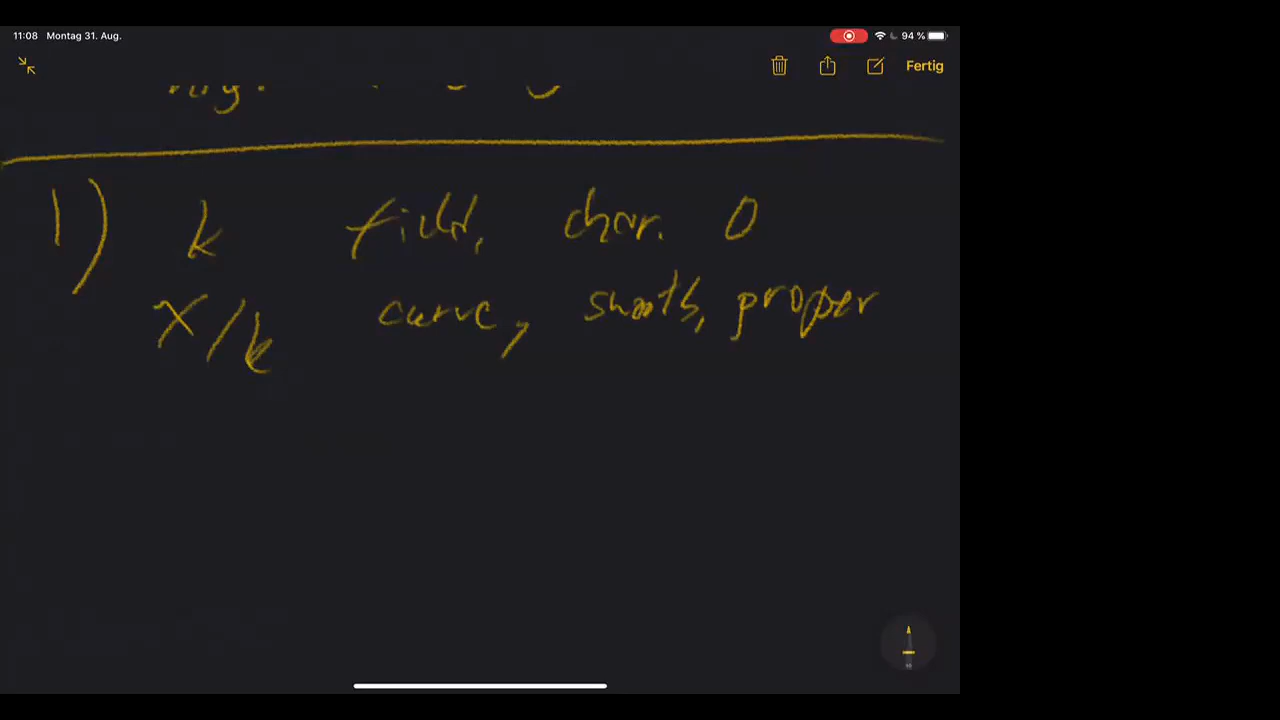 11:08 Montag 31. Aug. 94 %
Fertig
1) k field, char. 0
X/k curve, smooth, proper